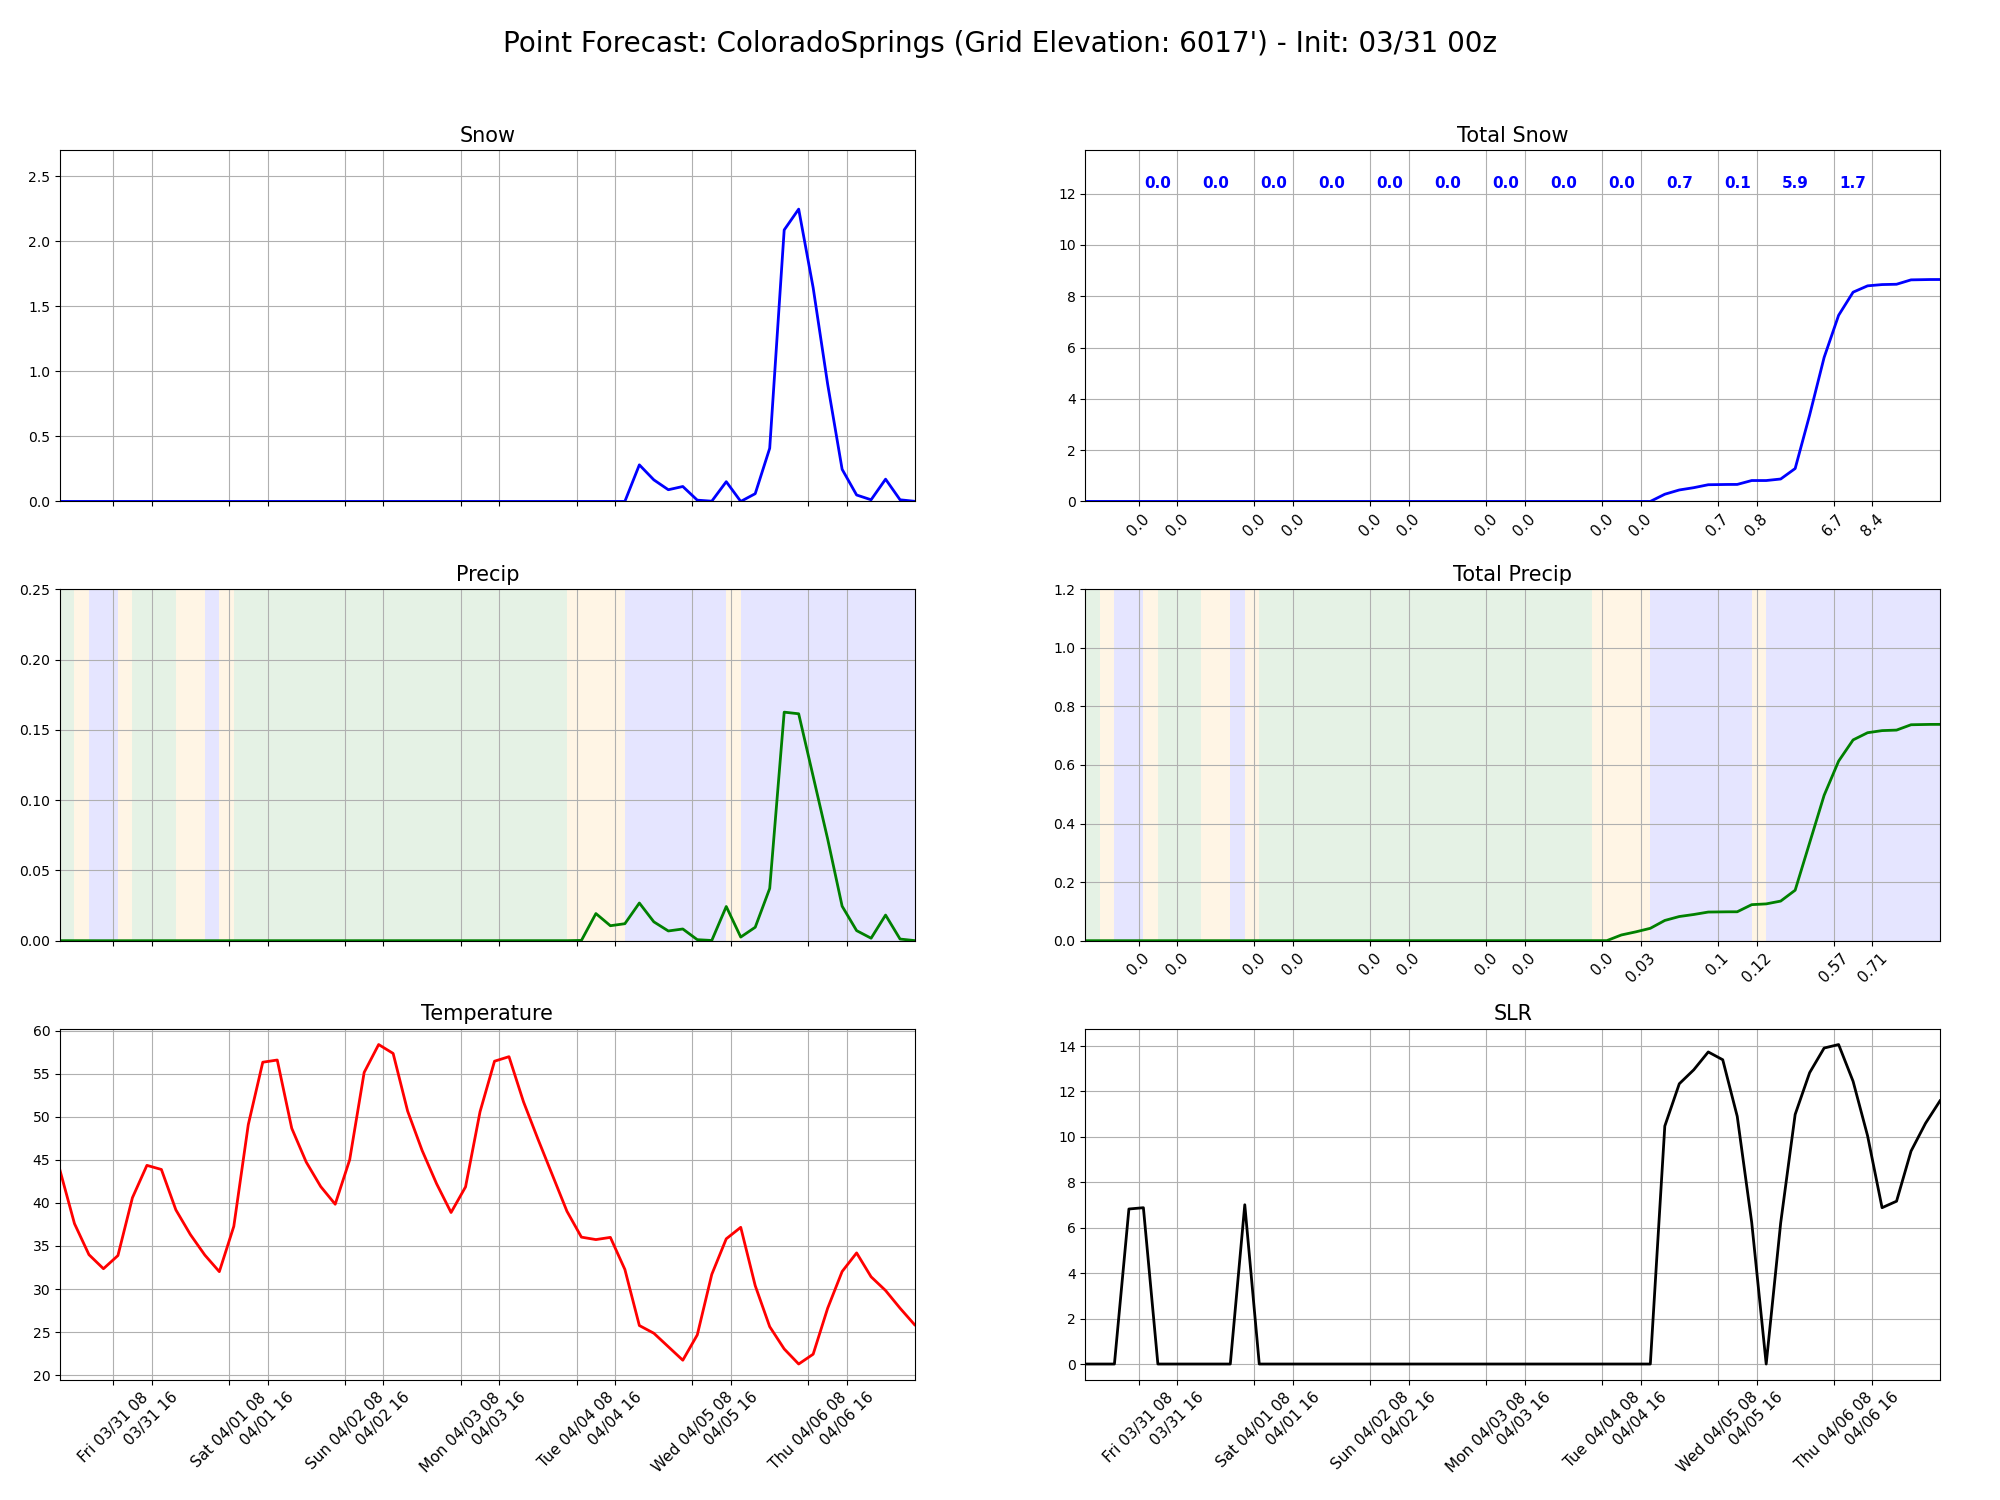 Point Forecast: ColoradoSprings (Grid Elevation: 6017') - Init: 03/31 00z
Snow
2.5
2.0
1.5
1.0
0.5
0.0
Total Snow
0.0 0.0 0.0 0.0 0.0 0.0 0.0 0.0 0.0 0.7 0.1 5.9 1.7
12
10
8
6
4
2
0
0.0 0.0 0.0 0.0 0.0 0.0 0.0 0.0 0.0 0.0 0.7 0.8 6.7 8.4
Precip
0.25
0.20
0.15
0.10
0.05
0.00
Total Precip
1.2
1.0
0.8
0.6
0.4
0.2
0.0
0.0 0.0 0.0 0.0 0.0 0.0 0.0 0.0 0.0 0.03 0.1 0.12 0.57 0.71
Temperature
60
55
50
45
40
35
30
25
20
Fri 03/31 08
03/31 16
Sat 04/01 08
04/01 16
Sun 04/02 08
04/02 16
Mon 04/03 08
04/03 16
Tue 04/04 08
04/04 16
Wed 04/05 08
04/05 16
Thu 04/06 08
04/06 16
SLR
14
12
10
8
6
4
2
0
Fri 03/31 08
03/31 16
Sat 04/01 08
04/01 16
Sun 04/02 08
04/02 16
Mon 04/03 08
04/03 16
Tue 04/04 08
04/04 16
Wed 04/05 08
04/05 16
Thu 04/06 08
04/06 16